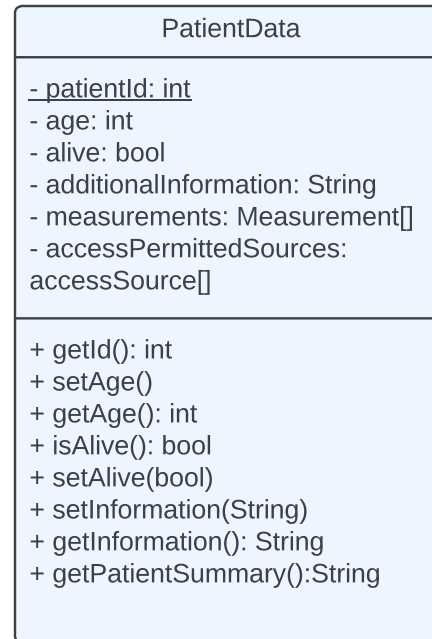 PatientData
- patientId: int
- age: int
- alive: bool
- additionalInformation: String
- measurements: Measurement[]
- accessPermittedSources:
accessSource[]
+ getId(): int
+ setAge()
+ getAge(): int
+ isAlive(): bool
+ setAlive(bool)
+ setInformation(String)
+ getInformation(): String
+ getPatientSummary():String